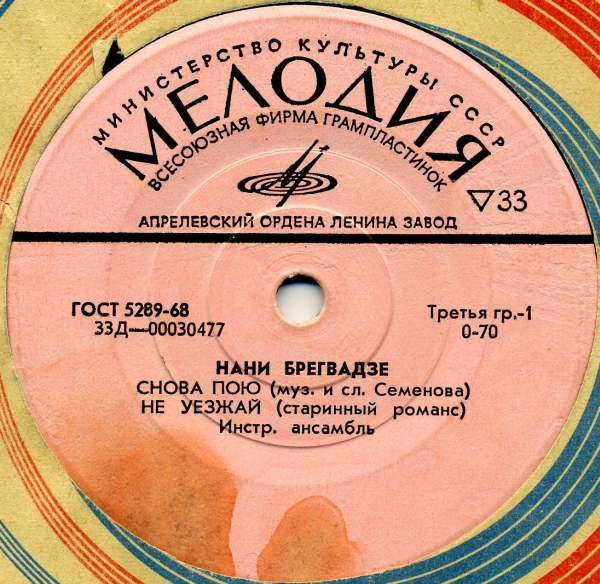 МИНИСТЕРСТВО КУЛЬТУРЫ СССР
МЕЛОДИЯ
ВСЕСОЮЗНАЯ ФИРМА ГРАМПЛАСТИНОК
▽33
АПРЕЛЕВСКИЙ ОРДЕНА ЛЕНИНА ЗАВОД
ГОСТ 5289-68
33Д—00030477
Третья гр.-1
0-70
НАНИ БРЕГВАДЗЕ
СНОВА ПОЮ (муз. и сл. Семенова)
НЕ УЕЗЖАЙ (старинный романс)
Инстр. ансамбль